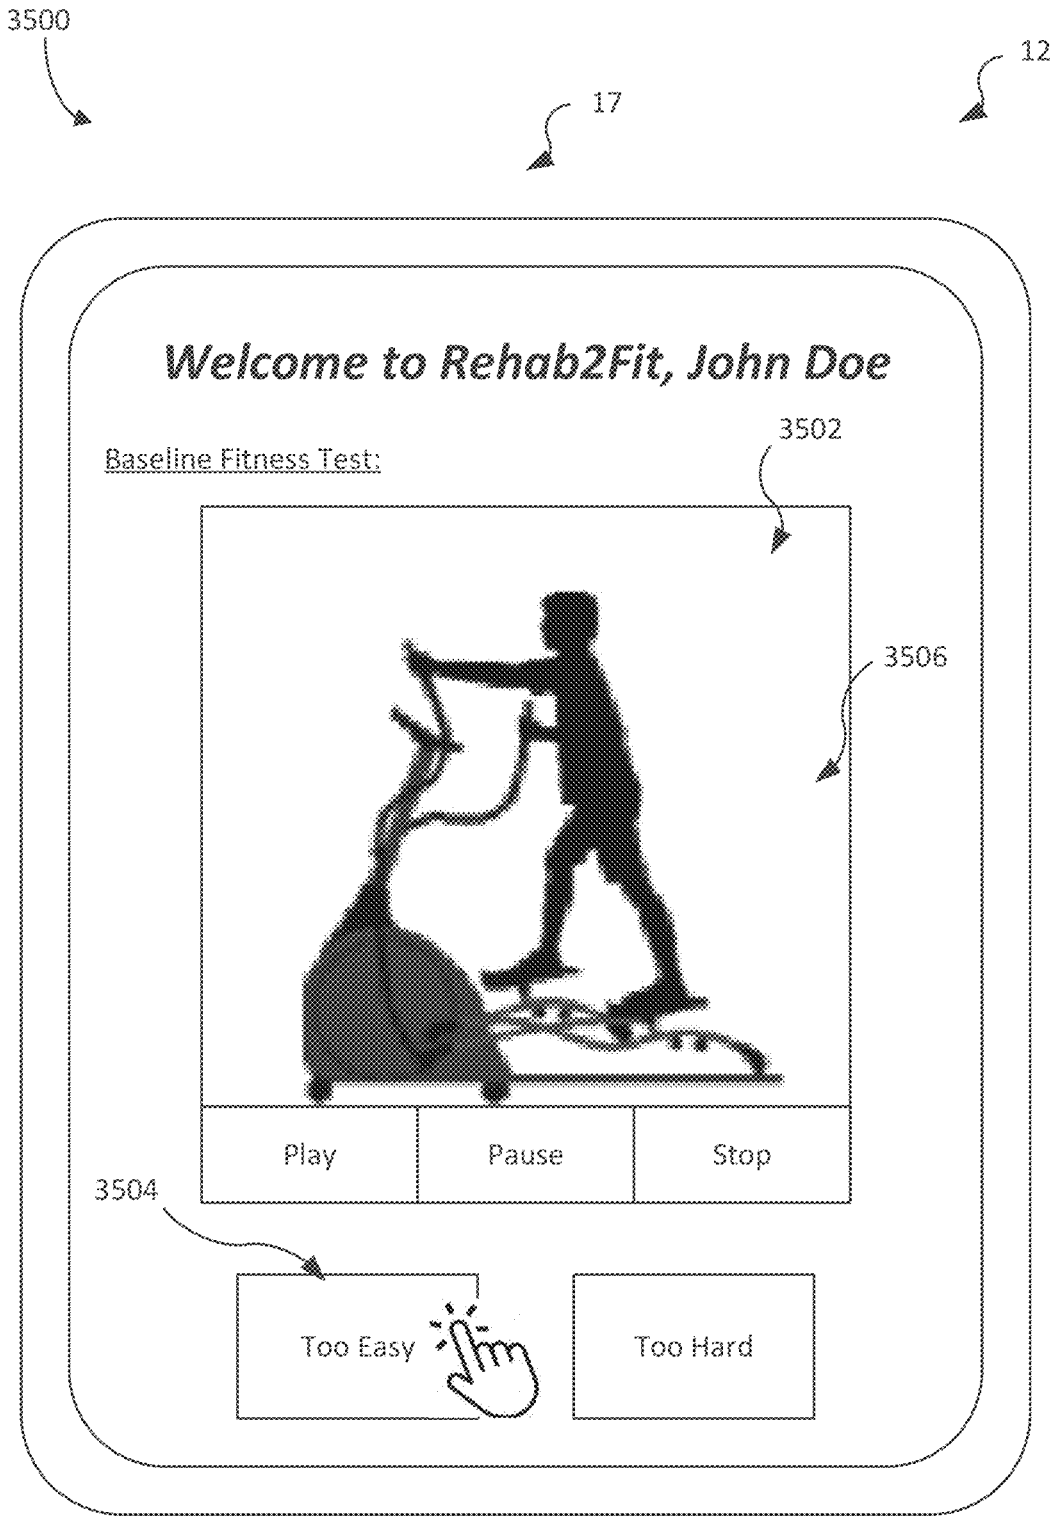 3500
12
17
Welcome to Rehab2Fit, John Doe
3502
Baseline Fitness Test:
3506
Play
Pause
Stop
3504
Too Easy
Too Hard